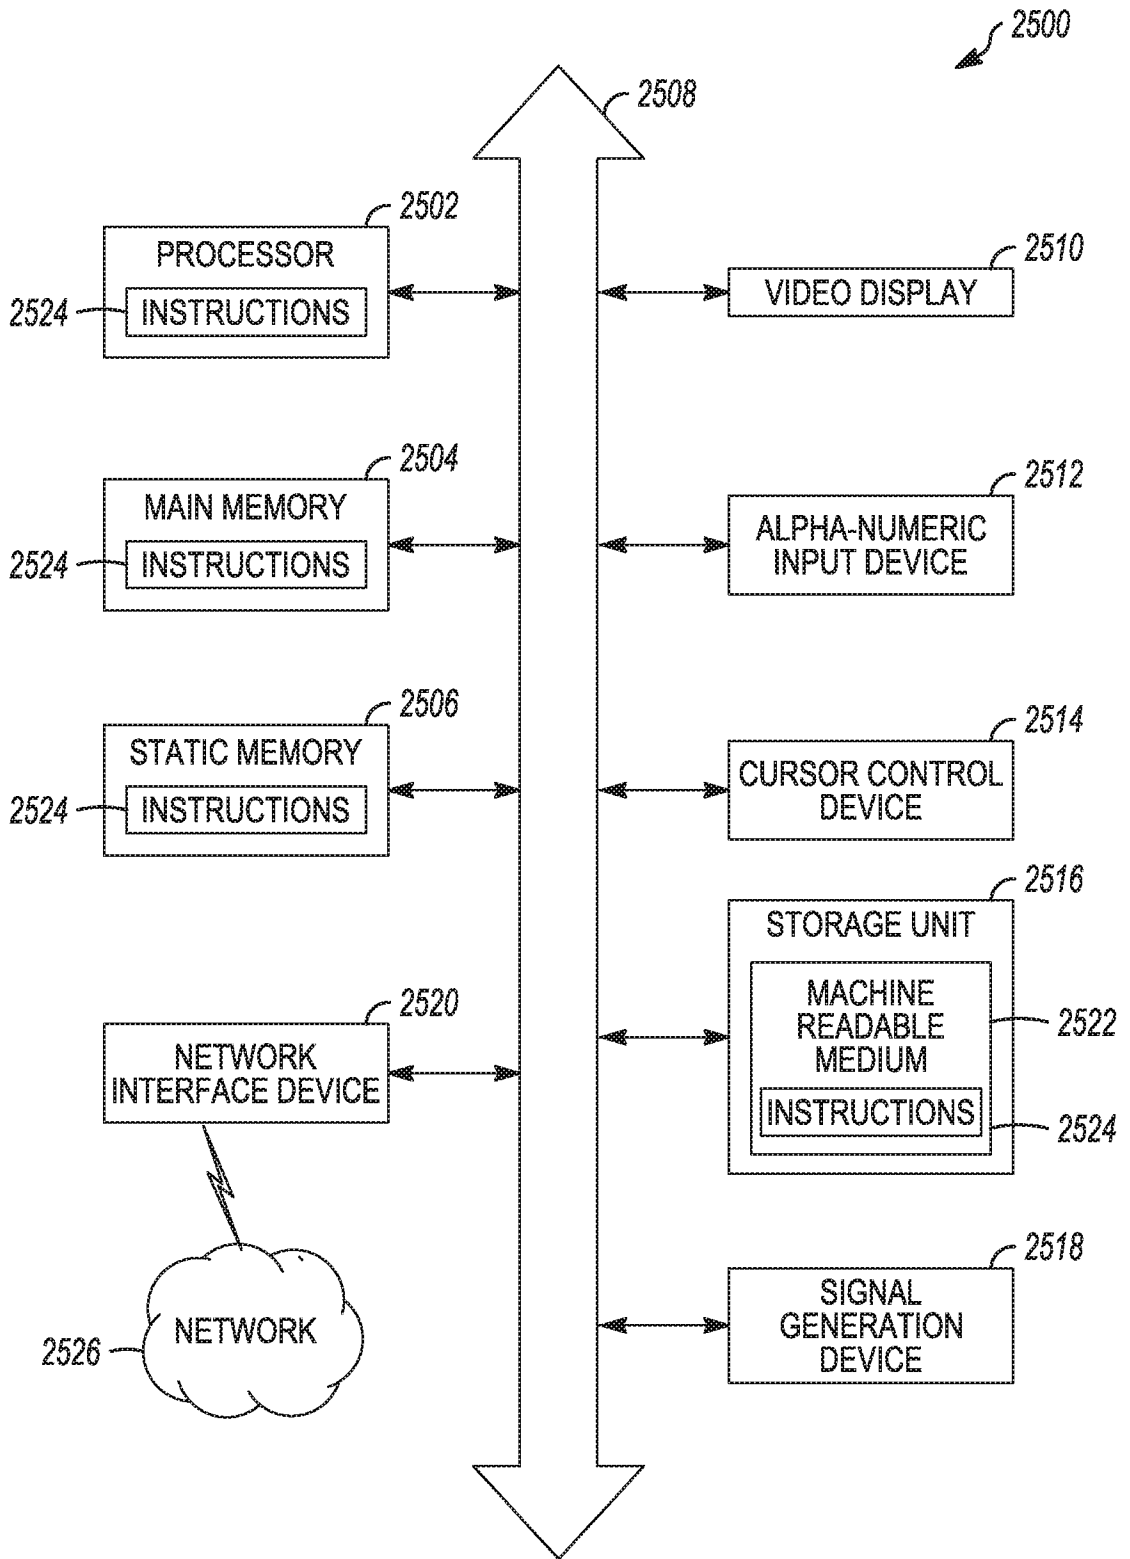 2500
2508
2502
PROCESSOR
2524
INSTRUCTIONS
2510
VIDEO DISPLAY
2504
MAIN MEMORY
2524
INSTRUCTIONS
2512
ALPHA-NUMERIC
INPUT DEVICE
2506
STATIC MEMORY
2524
INSTRUCTIONS
2514
CURSOR CONTROL
DEVICE
2516
STORAGE UNIT
MACHINE
READABLE
MEDIUM
2522
INSTRUCTIONS
2524
2520
NETWORK
INTERFACE DEVICE
NETWORK
2526
2518
SIGNAL
GENERATION
DEVICE